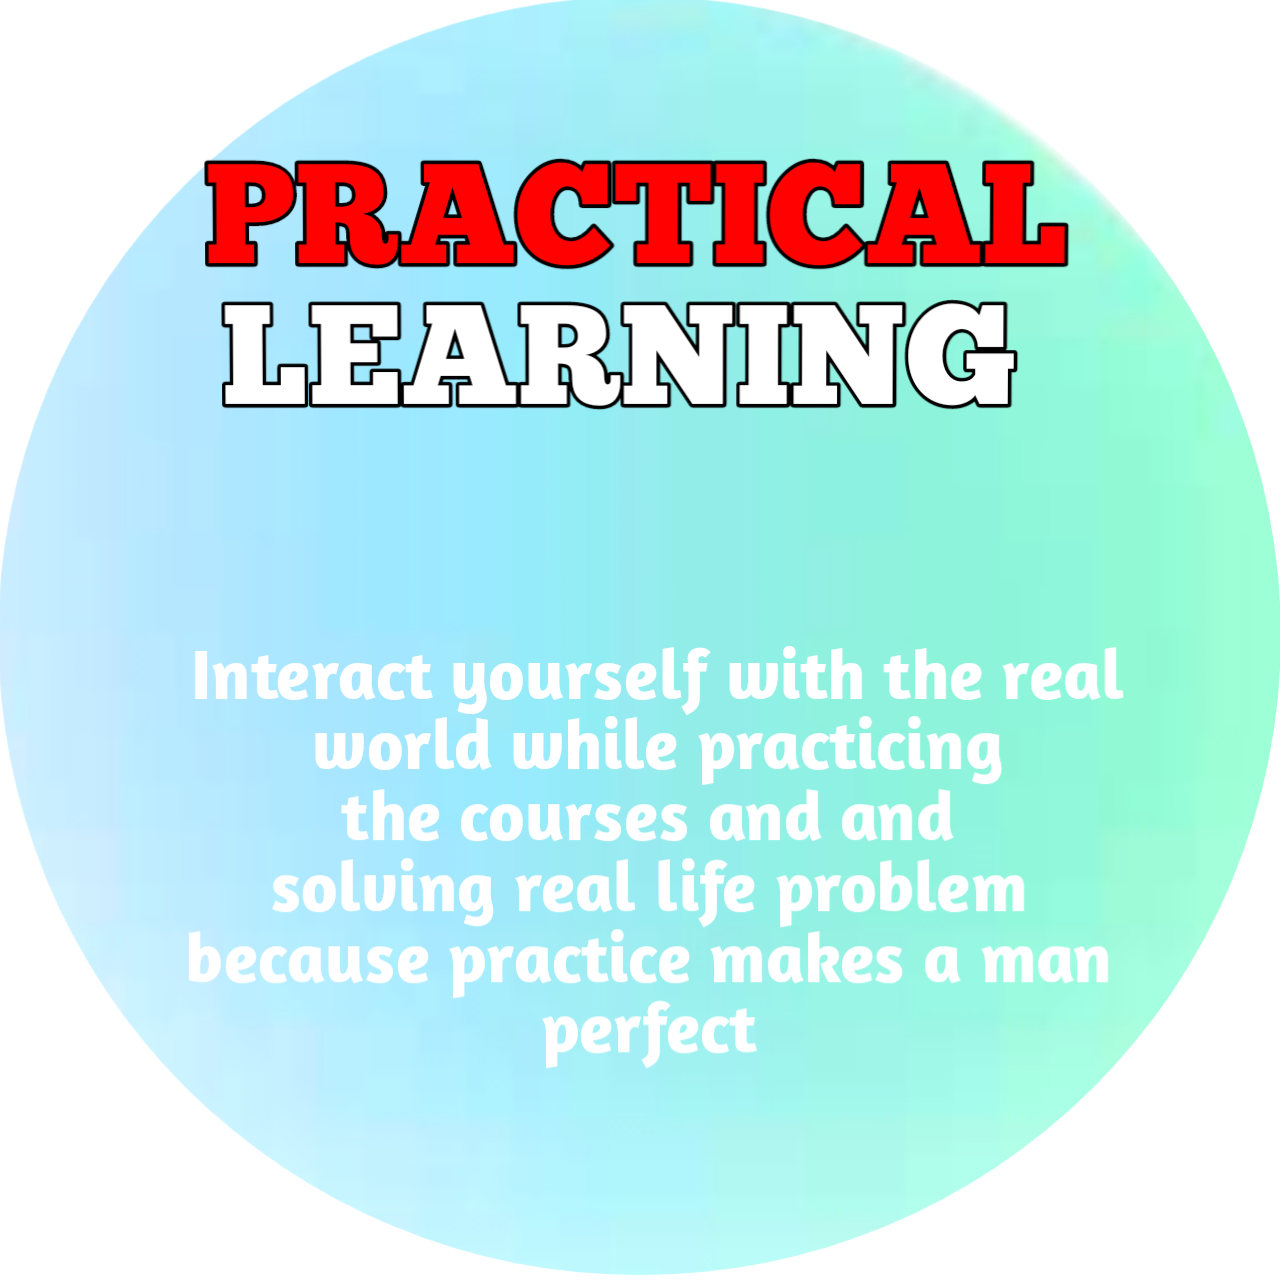 PRACTICAL
LEARNING
Interact yourself with the real
world while practicing
the courses and and
solving real life problem
because practice makes a man
perfect